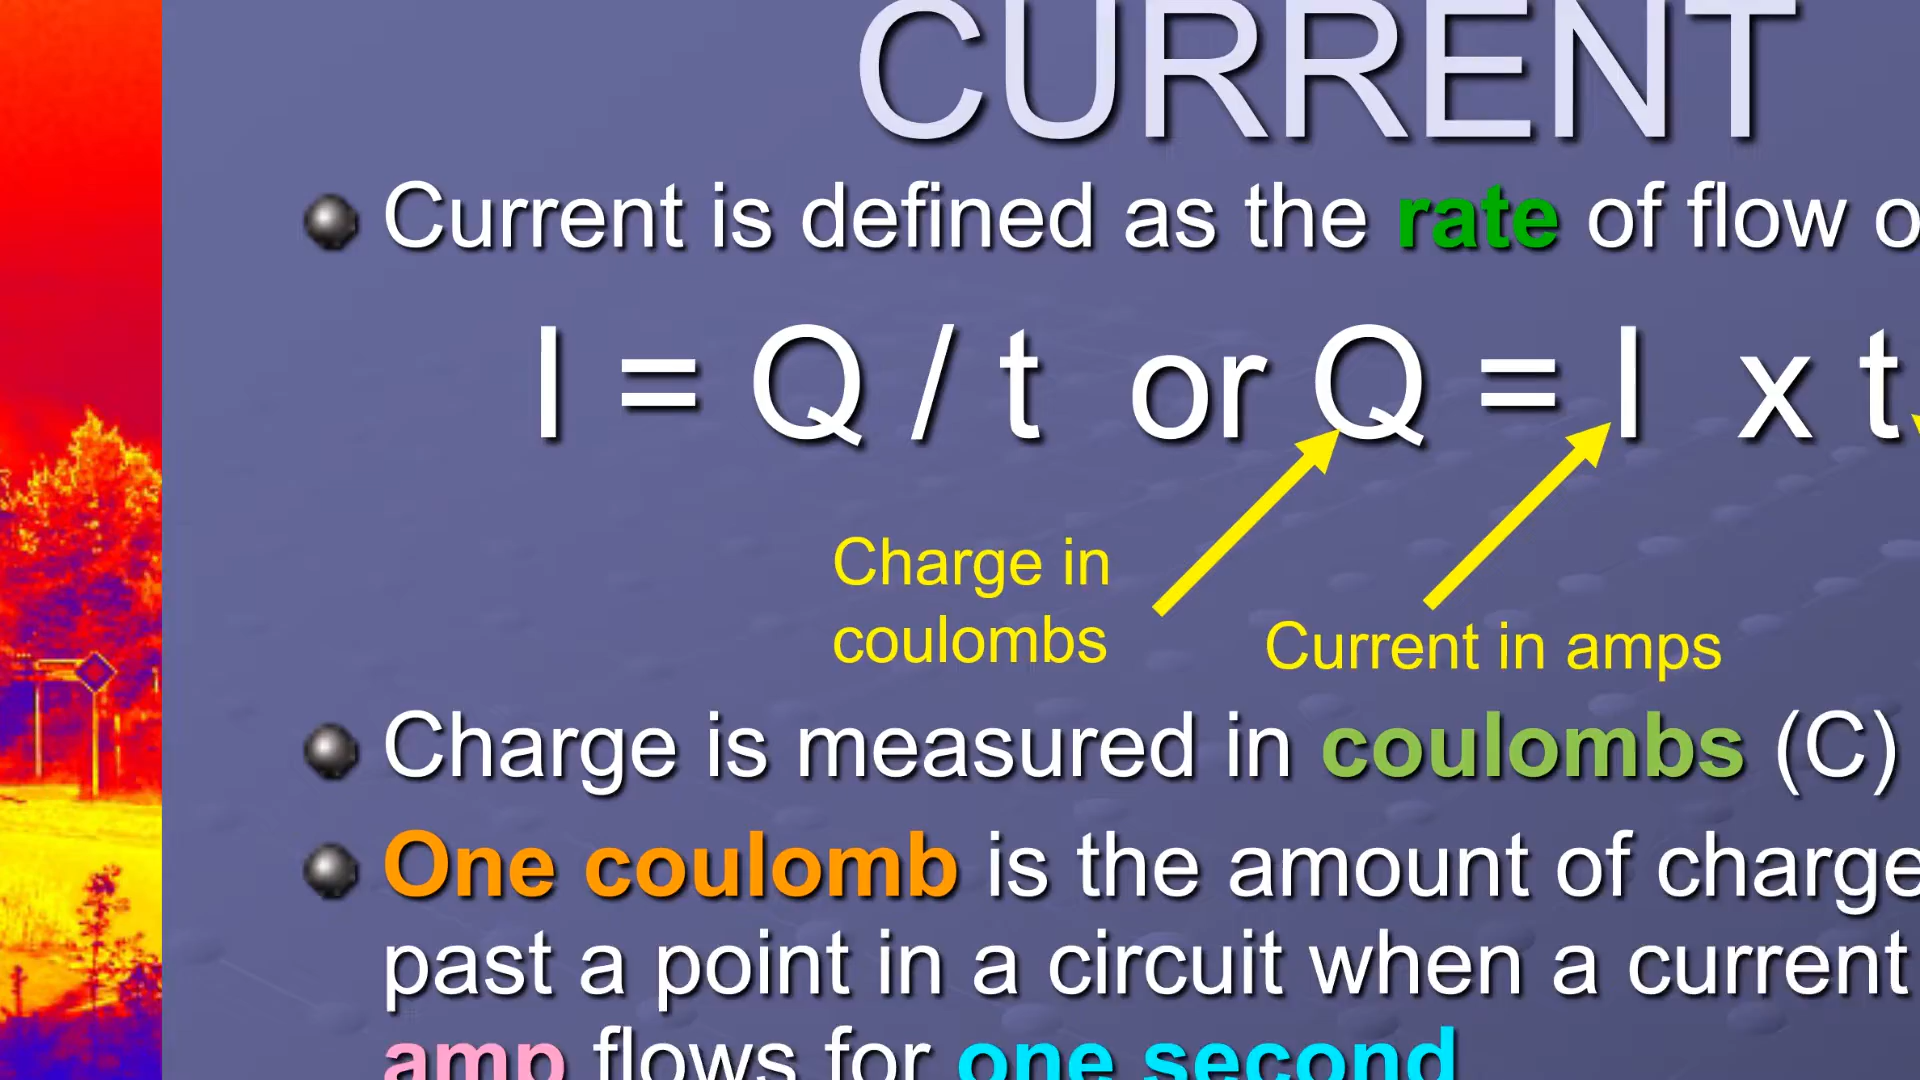 CURRENT
Current is defined as the rate of flow o
I = Q / t or Q = I x t
Charge in
coulombs
Current in amps
Charge is measured in coulombs (C)
One coulomb is the amount of charge
past a point in a circuit when a current
amp flows for one second